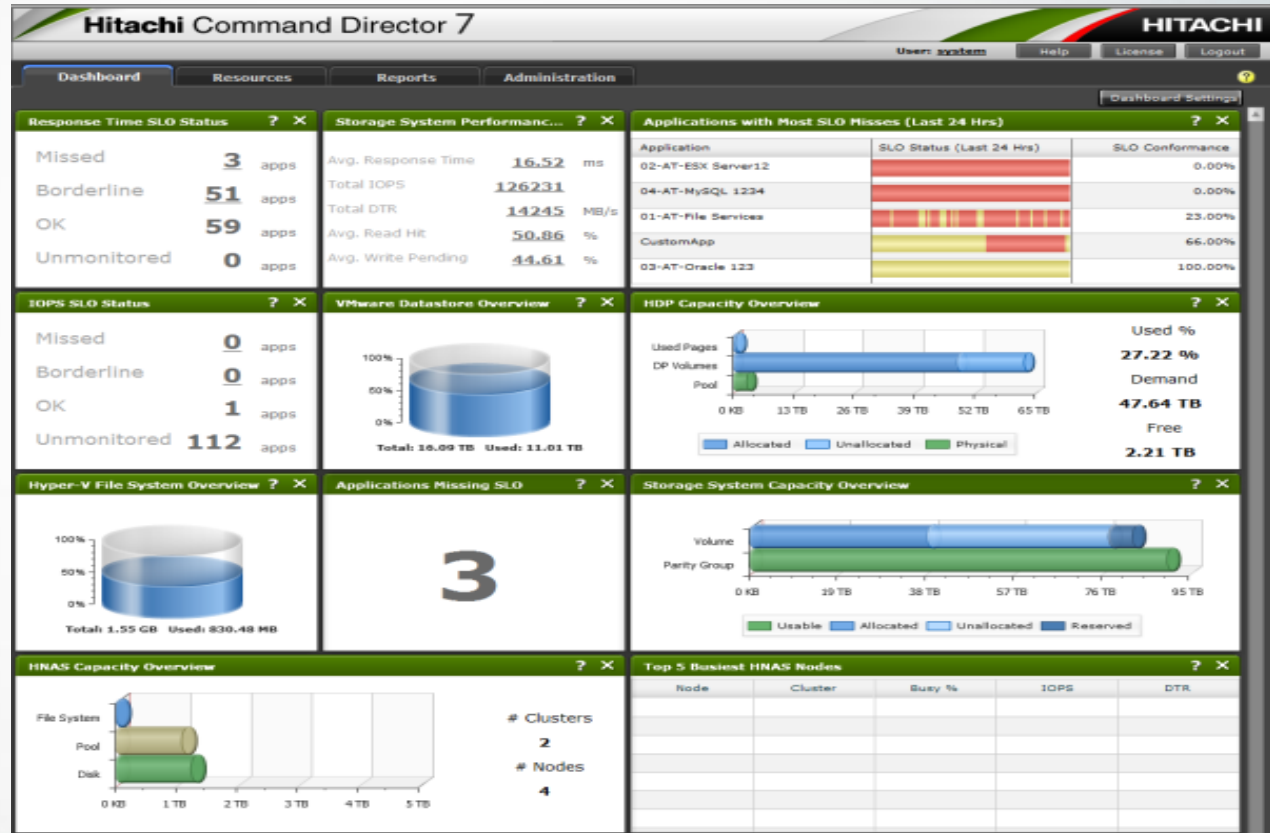 Hitachi Command Director 7
HITACHI
User: system Help License Logout
Dashboard Resources Reports Administration
?
Dashboard Settings
Response Time SLO Status ? X
Missed 3 apps
Borderline 51 apps
OK 59 apps
Unmonitored 0 apps
Storage System Performanc... ? X
Avg. Response Time 16.52 ms
Total IOPS 126231
Total DTR 14245 MB/s
Avg. Read Hit 50.86 %
Avg. Write Pending 44.61 %
Applications with Most SLO Misses (Last 24 Hrs) ? X
Application SLO Status (Last 24 Hrs) SLO Conformance
02-AT-ESX Server12 0.00%
04-AT-MySQL 1234 0.00%
01-AT-File Services 23.00%
CustomApp 66.00%
03-AT-Oracle 123 100.00%
IOPS SLO Status ? X
Missed 0 apps
Borderline 0 apps
OK 1 apps
Unmonitored 112 apps
VMware Datastore Overview ? X
100%
50%
0%
Total: 16.09 TB Used: 11.01 TB
HDP Capacity Overview ? X
Used Pages
DP Volumes
Pool
0 KB 13 TB 26 TB 39 TB 52 TB 65 TB
Allocated Unallocated Physical
Used %
27.22 %
Demand
47.64 TB
Free
2.21 TB
Hyper-V File System Overview ? X
100%
50%
0%
Total: 1.55 GB Used: 830.48 MB
Applications Missing SLO ? X
3
Storage System Capacity Overview ? X
Volume
Parity Group
0 KB 29 TB 38 TB 57 TB 76 TB 95 TB
Usable Allocated Unallocated Reserved
HNAS Capacity Overview ? X
File System
Pool
Disk
0 KB 1 TB 2 TB 3 TB 4 TB 5 TB
# Clusters
2
# Nodes
4
Top 5 Busiest HNAS Nodes ? X
Node Cluster Busy % IOPS DTR